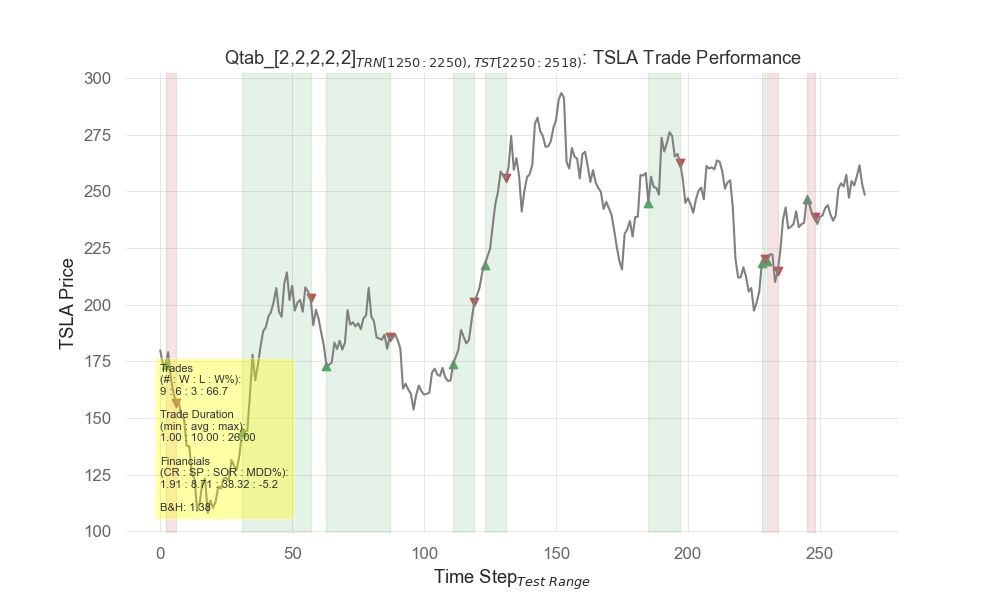 Qtab_[2,2,2,2,2]TRN[1250:2250),TST[2250:2518): TSLA Trade Performance
300
275
250
225
200
175
150
125
100
TSLA Price
Trades
(# : W : L : W%):
9 : 6 : 3 : 66.7
Trade Duration
(min : avg : max):
1.00 : 10.00 : 26.00
Financials
(CR : SP : SOR : MDD%):
1.91 : 8.71 : 38.32 : -5.2
B&H: 1.38
0 50 100 150 200 250
Time StepTest Range